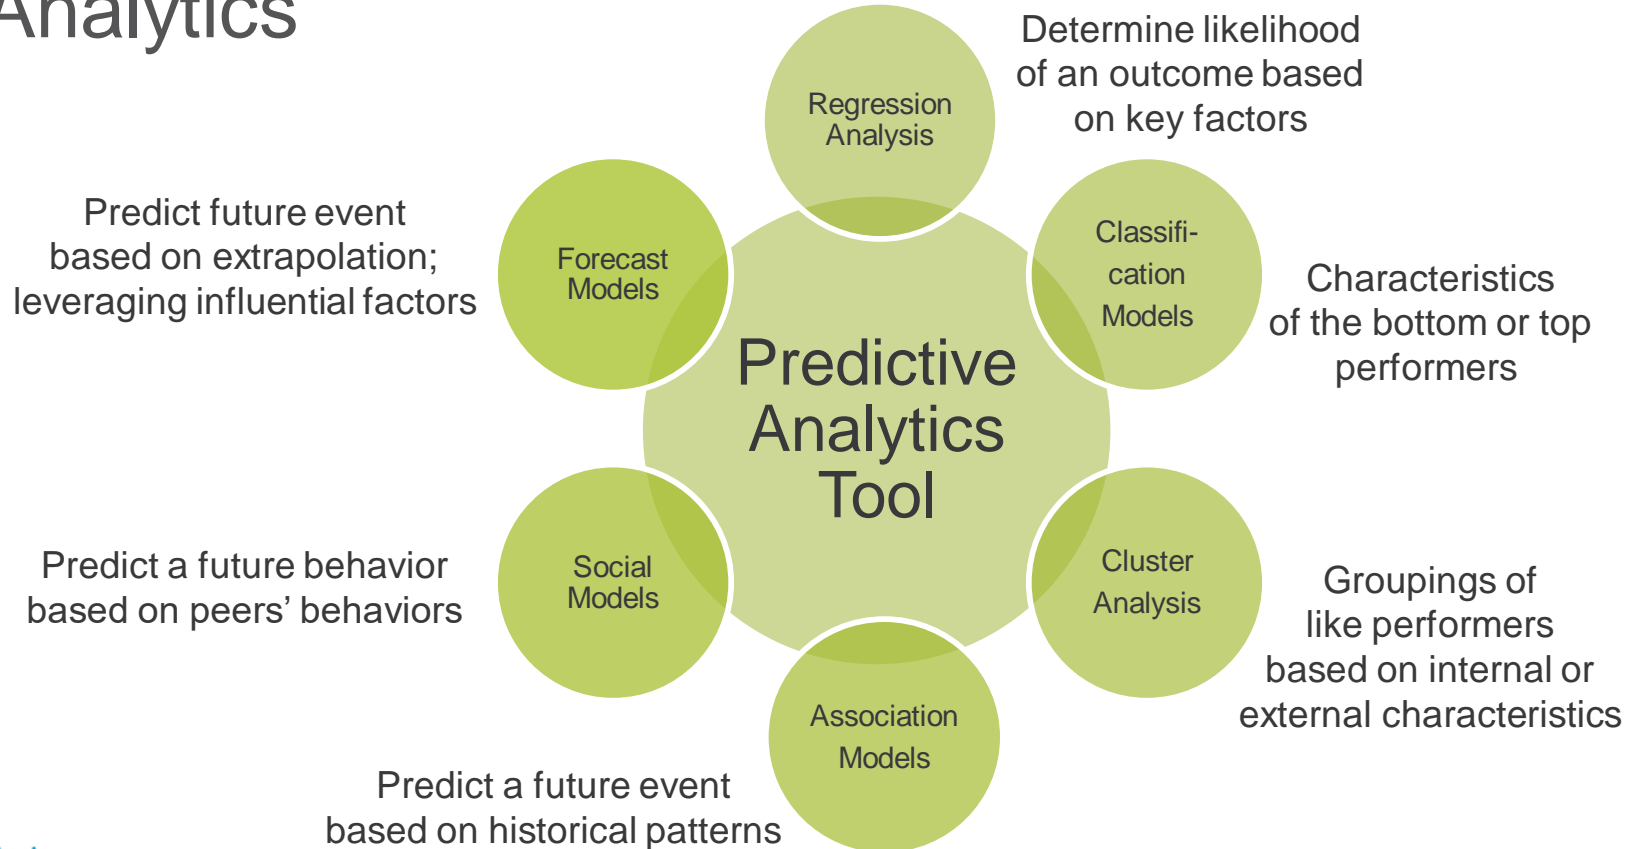 Analytics
Regression
Analysis
Determine likelihood
of an outcome based
on key factors
Classifi-
cation
Models
Characteristics
of the bottom or top
performers
Cluster
Analysis
Groupings of
like performers
based on internal or
external characteristics
Association
Models
Predict a future event
based on historical patterns
Social
Models
Predict a future behavior
based on peers’ behaviors
Forecast
Models
Predict future event
based on extrapolation;
leveraging influential factors
Predictive
Analytics
Tool